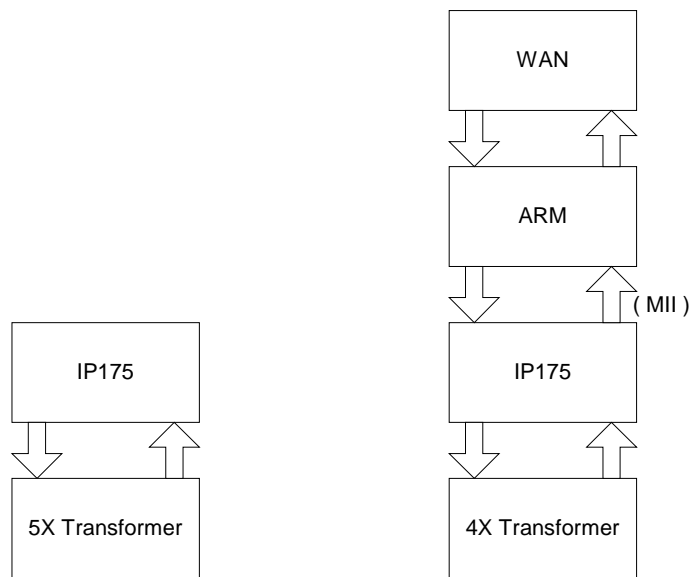 IP175
5X Transformer
WAN
ARM
( MII )
IP175
4X Transformer